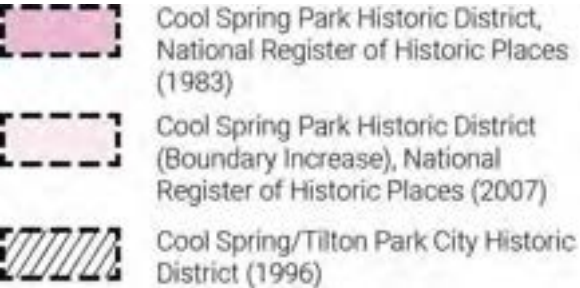 Cool Spring Park Historic District,
National Register of Historic Places
(1983)
Cool Spring Park Historic District
(Boundary Increase), National
Register of Historic Places (2007)
Cool Spring/Tilton Park City Historic
District (1996)